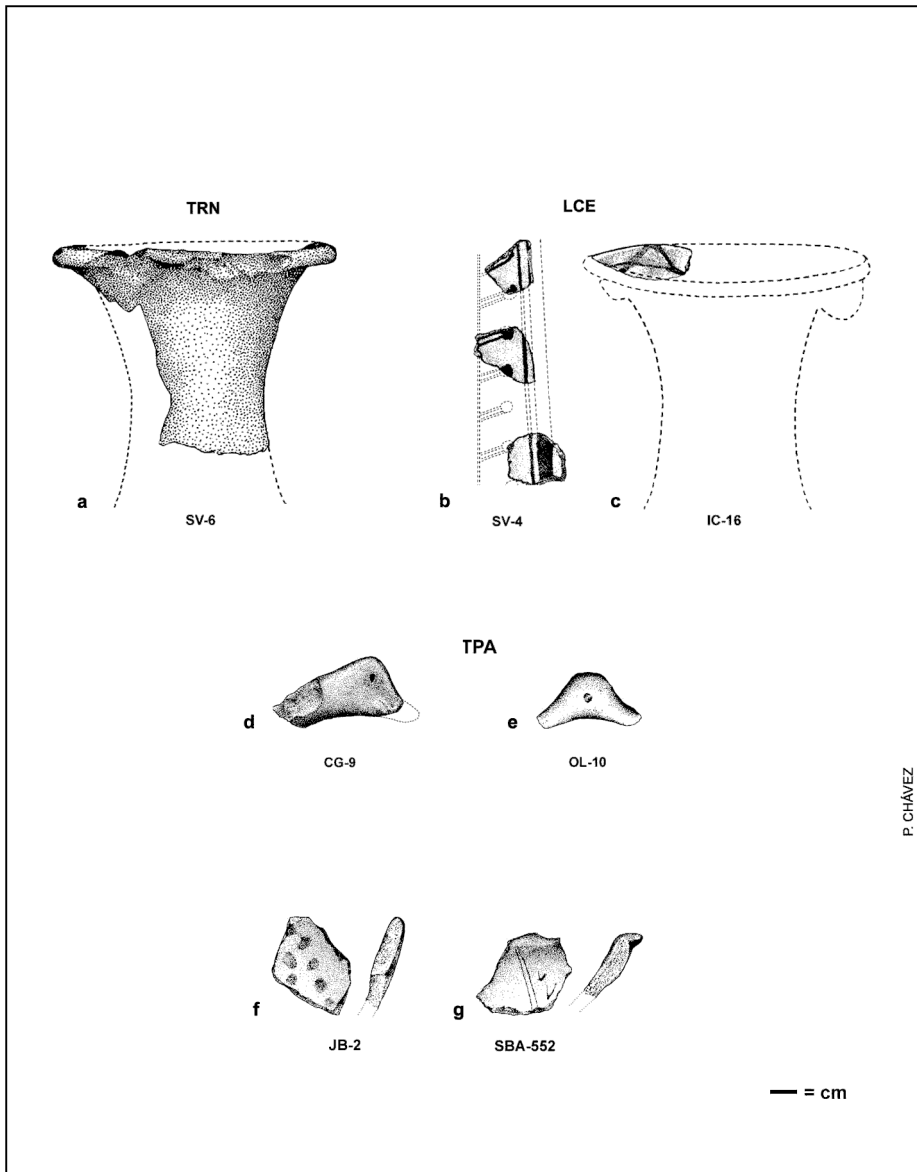 TRN
LCE
a
SV-6
b
SV-4
c
IC-16
TPA
d
CG-9
e
OL-10
P. CHÁVEZ
f
JB-2
g
SBA-552
= cm